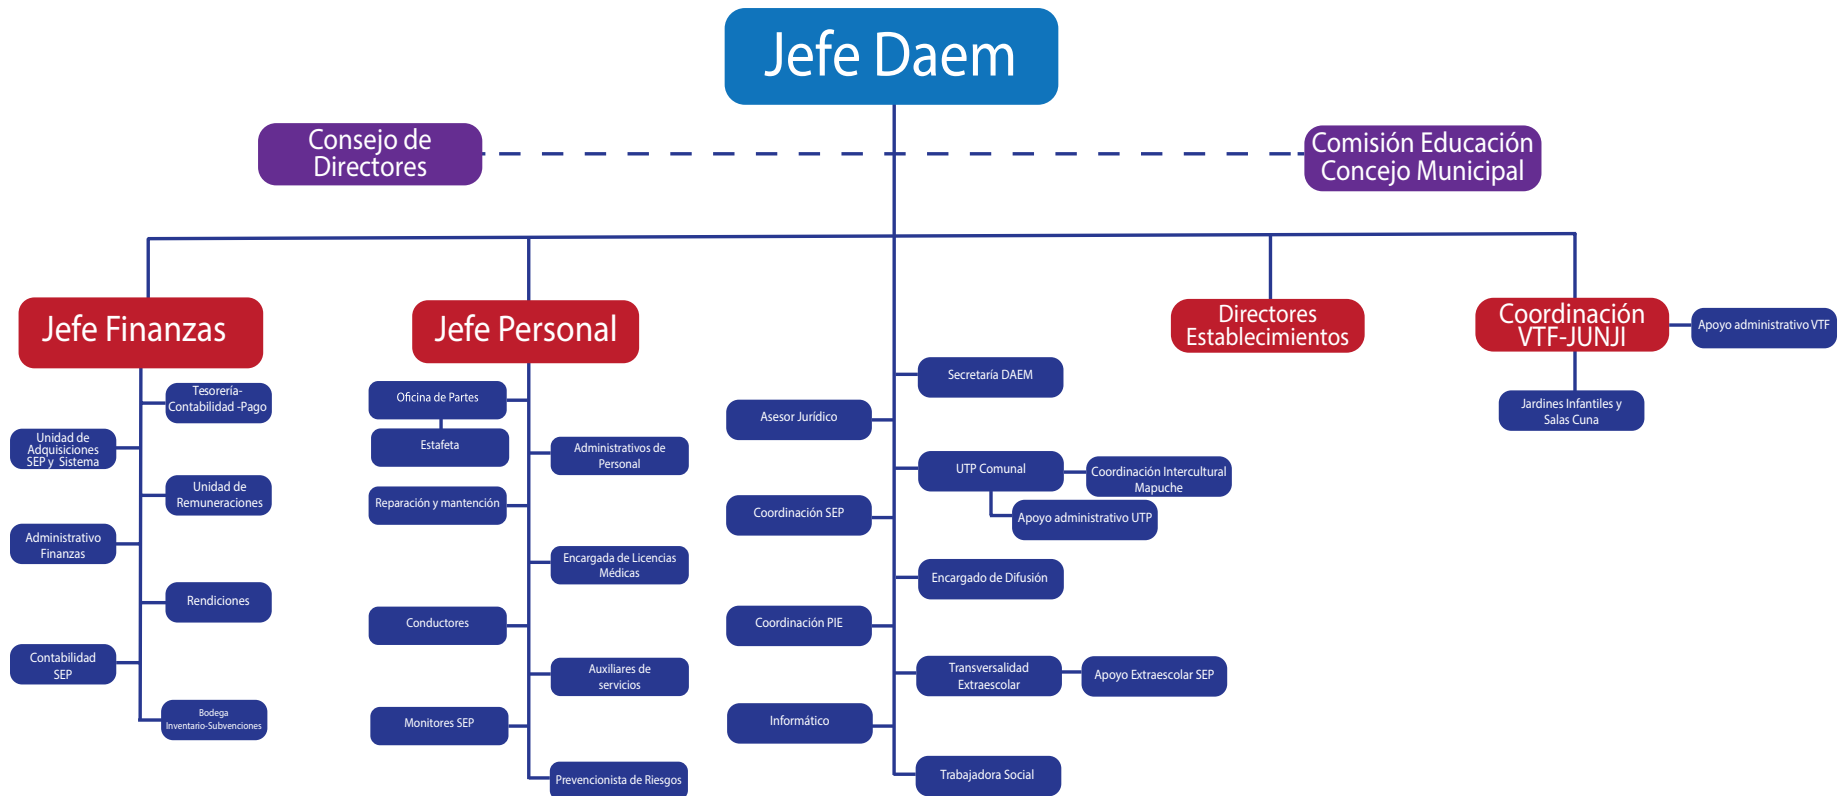 Jefe Daem
Consejo de
Directores
Comisión Educación
Concejo Municipal
Jefe Finanzas
Tesorería-
Contabilidad -Pago
Unidad de
Adquisiciones
SEP y Sistema
Unidad de
Remuneraciones
Administrativo
Finanzas
Rendiciones
Contabilidad
SEP
Bodega
Inventario-Subvenciones
Jefe Personal
Oficina de Partes
Estafeta
Administrativos de
Personal
Reparación y mantención
Encargada de Licencias
Médicas
Conductores
Auxiliares de
servicios
Monitores SEP
Prevencionista de Riesgos
Secretaría DAEM
Asesor Jurídico
UTP Comunal
Coordinación Intercultural
Mapuche
Apoyo administrativo UTP
Coordinación SEP
Encargado de Difusión
Coordinación PIE
Transversalidad
Extraescolar
Apoyo Extraescolar SEP
Informático
Trabajadora Social
Directores
Establecimientos
Coordinación
VTF-JUNJI
Apoyo administrativo VTF
Jardines Infantiles y
Salas Cuna